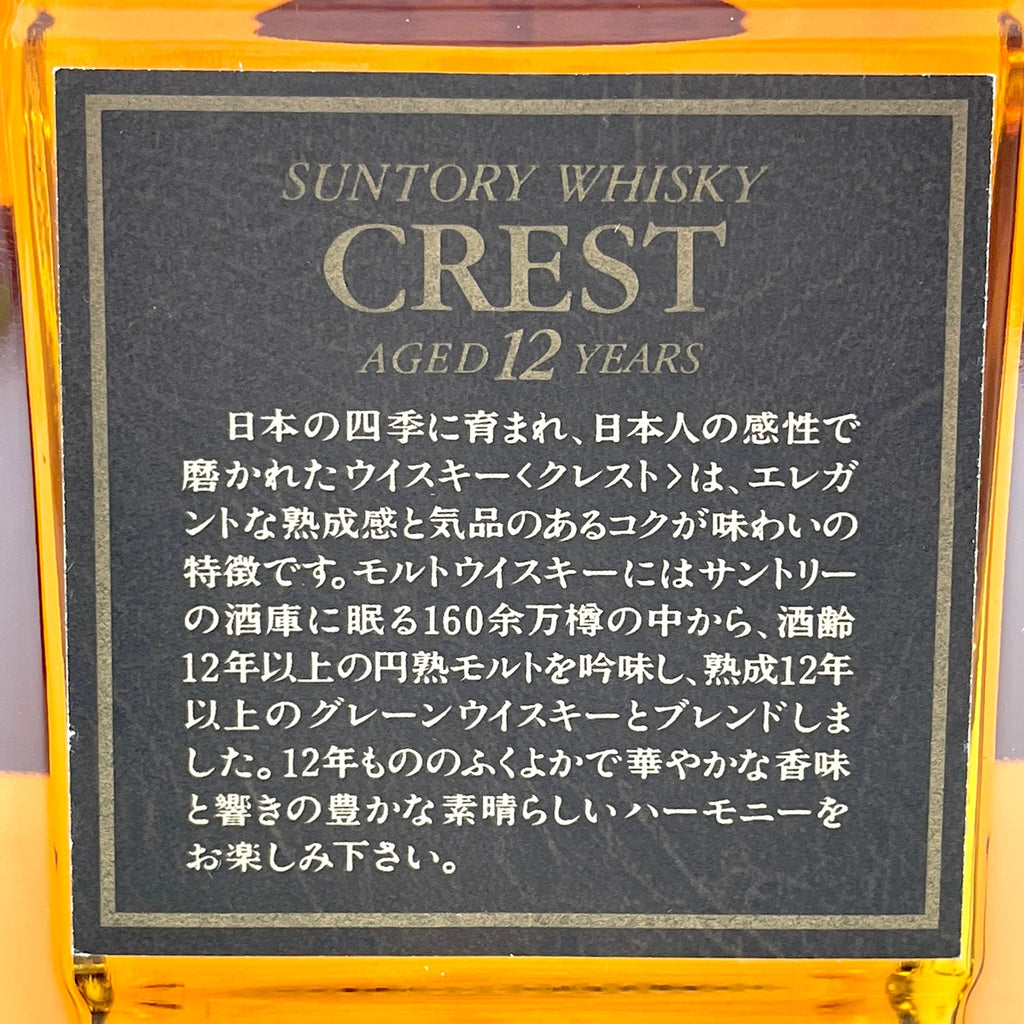 SUNTORY WHISKY
CREST
AGED 12 YEARS
日本の四季に育まれ、日本人の感性で
磨かれたウイスキー〈クレスト〉は、エレガ
ントな熟成感と気品のあるコクが味わいの
特徴です。モルトウイスキーにはサントリー
の酒庫に眠る160余万樽の中から、酒齢
12年以上の円熟モルトを吟味し、熟成12年
以上のグレーンウイスキーとブレンドしま
した。12年もののふくよかで華やかな香味
と響きの豊かな素晴らしいハーモニーを
お楽しみ下さい。